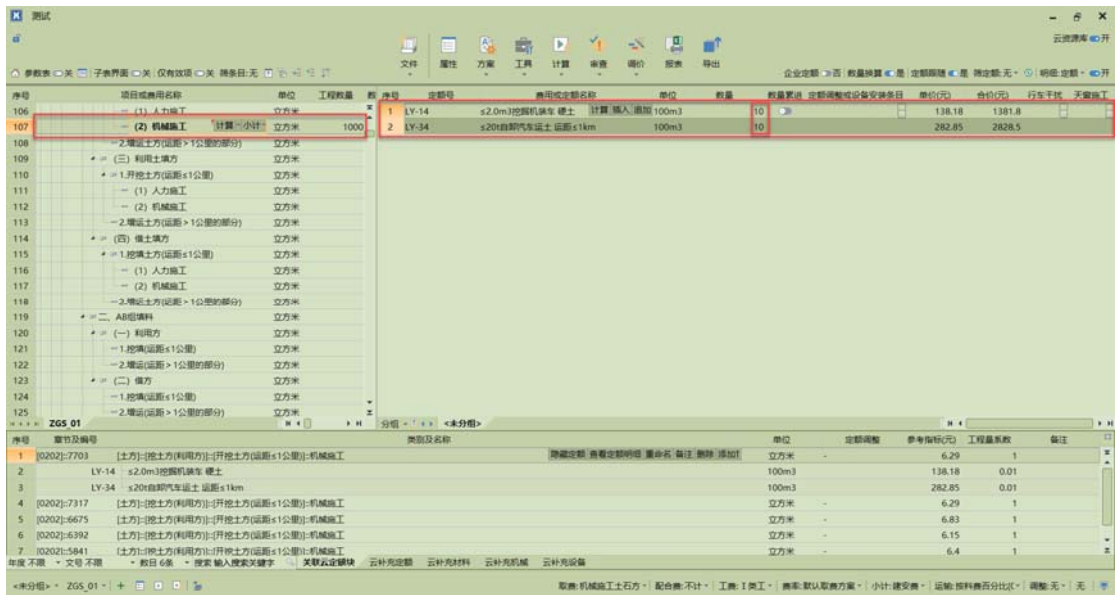 测试
云资源库 开
文件 属性 方案 工具 计算 审查 调价 报表 导出
参数表 关 子表界面 关 仅有效项 关 筛条目:无
企业定额 否 数量换算 是 定额跟随 是 筛定额:无 明细:定额 开
序号 项目或费用名称 单位 工程数量 数
106 (1) 人力施工 立方米
107 (2) 机械施工 计算 小计 立方米 1000
108 2.增运土方(运距>1公里的部分) 立方米
109 (三) 利用土填方 立方米
110 1.开挖土方(运距≤1公里) 立方米
111 (1) 人力施工 立方米
112 (2) 机械施工 立方米
113 2.增运土方(运距>1公里的部分) 立方米
114 (四) 借土填方 立方米
115 1.挖填土方(运距≤1公里) 立方米
116 (1) 人力施工 立方米
117 (2) 机械施工 立方米
118 2.增运土方(运距>1公里的部分) 立方米
119 二、AB组填料 立方米
120 (一) 利用方 立方米
121 1.挖填(运距≤1公里) 立方米
122 2.增运(运距>1公里的部分) 立方米
123 (二) 借方 立方米
124 1.挖填(运距≤1公里) 立方米
125 2.增运(运距>1公里的部分) 立方米
ZGS_01
序号 定额号 费用或定额名称 单位 数量 数量累进 定额调整或设备安装条目 单价(元) 合价(元) 行车干扰 天窗施工
1 LY-14 ≤2.0m3挖掘机装车 硬土 计算 插入 追加 100m3 10 138.18 1381.8
2 LY-34 ≤20t自卸汽车运土 运距≤1km 100m3 10 282.85 2828.5
分组 <未分组>
序号 章节及编号 类别及名称 单位 定额调整 参考指标(元) 工程量系数 备注
1 [0202]::7703 [土方]::[挖土方(利用方)]::[开挖土方(运距≤1公里)]::机械施工 隐藏定额 查看定额明细 重命名 备注 删除 立方米 - 6.29 1
2 LY-14 ≤2.0m3挖掘机装车 硬土 100m3 138.18 0.01
3 LY-34 ≤20t自卸汽车运土 运距≤1km 100m3 282.85 0.01
4 [0202]::7317 [土方]::[挖土方(利用方)]::[开挖土方(运距≤1公里)]::机械施工 立方米 - 6.29 1
5 [0202]::6675 [土方]::[挖土方(利用方)]::[开挖土方(运距≤1公里)]::机械施工 立方米 - 6.83 1
6 [0202]::6392 [土方]::[挖土方(利用方)]::[开挖土方(运距≤1公里)]::机械施工 立方米 - 6.15 1
7 [0202]::5841 [土方]::[挖土方(利用方)]::[开挖土方(运距≤1公里)]::机械施工 立方米 - 6.4 1
年度 不限 文号 不限 数目 6条 搜索 输入搜索关键字 关联云定额块 云补充定额 云补充材料 云补充机械 云补充设备
<未分组> ZGS_01 取费:机械施工土石方 配合费:不计 工费:I类工 费率:默认取费方案 小计:建安费 运输:按料费百分比 调整:无 无